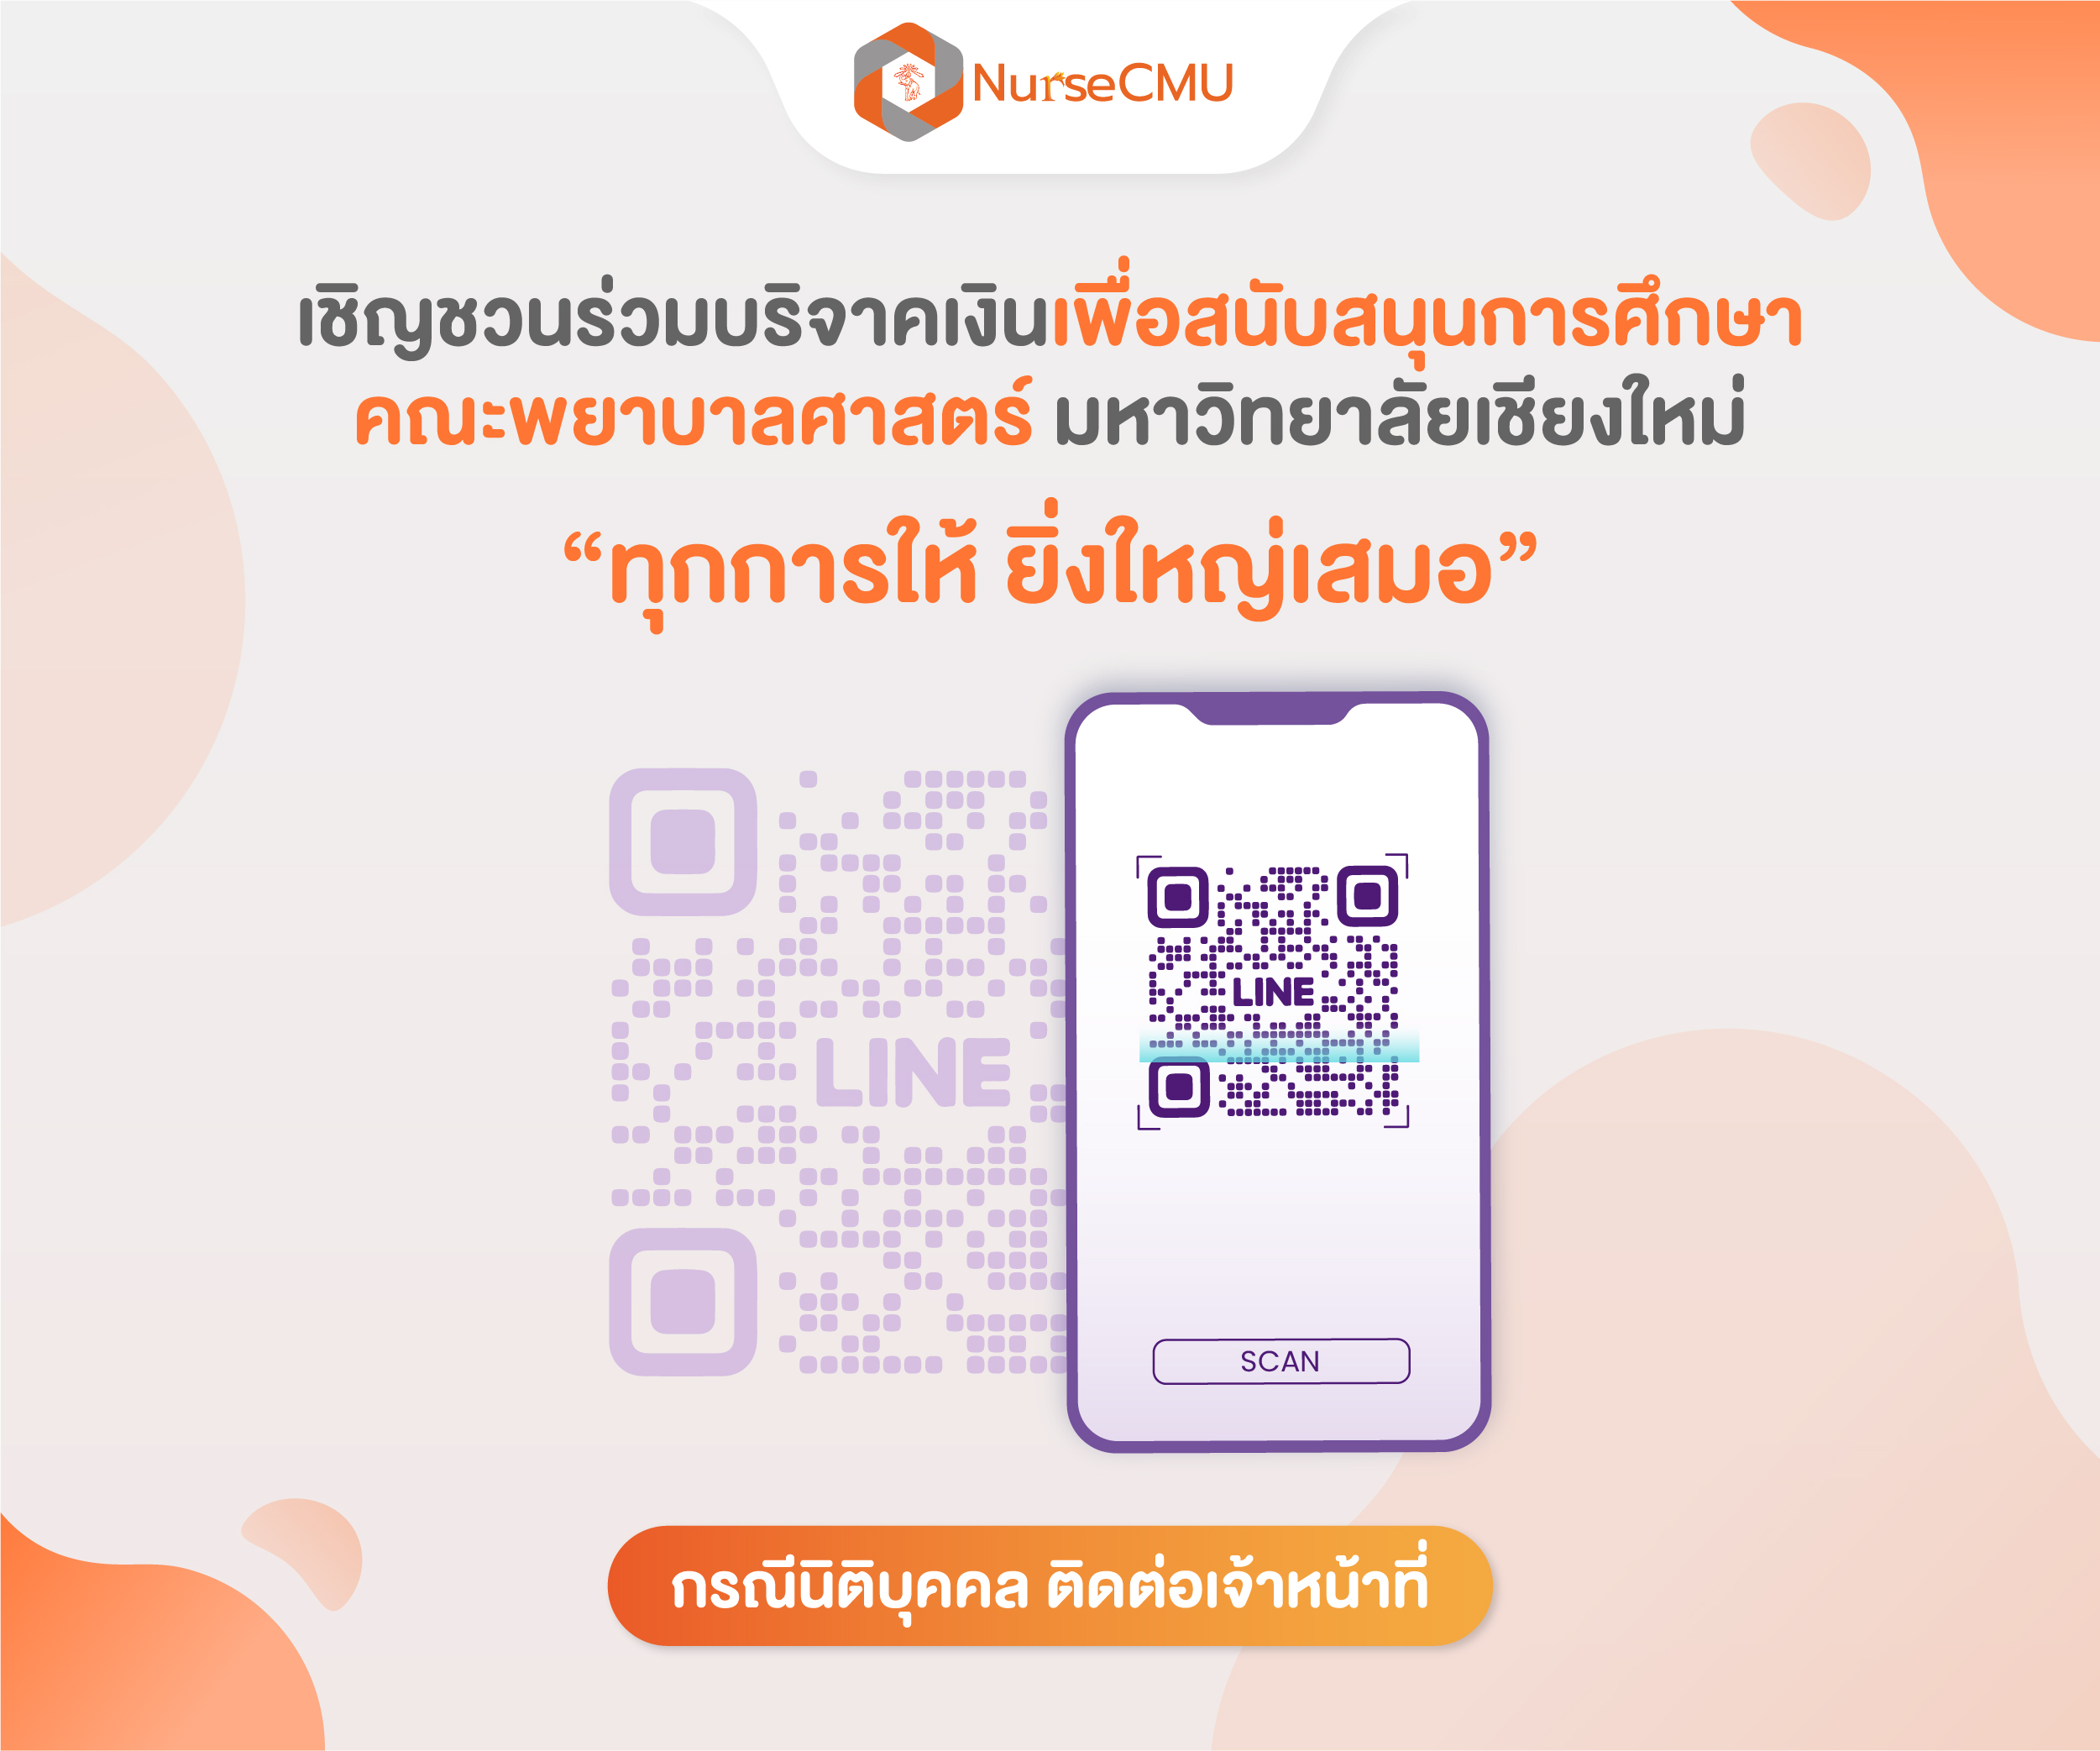 NurseCMU
เชิญชวนร่วมบริจาคเงินเพื่อสนับสนุนการศึกษา
คณะพยาบาลศาสตร์ มหาวิทยาลัยเชียงใหม่
“ทุกการให้ ยิ่งใหญ่เสมอ”
LINE
LINE
SCAN
กรณีนิติบุคคล ติดต่อเจ้าหน้าที่